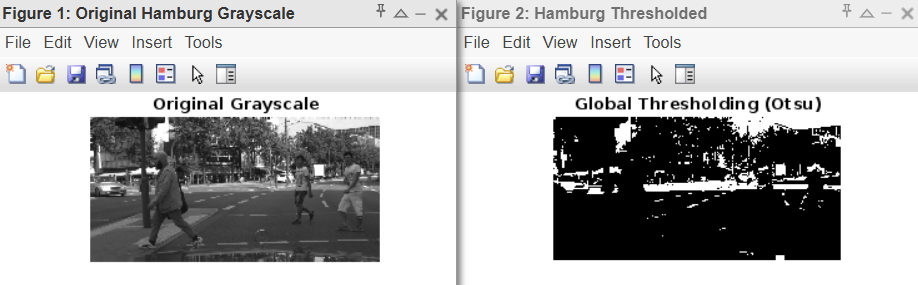 Figure 1: Original Hamburg Grayscale
File Edit View Insert Tools
Original Grayscale
Figure 2: Hamburg Thresholded
File Edit View Insert Tools
Global Thresholding (Otsu)